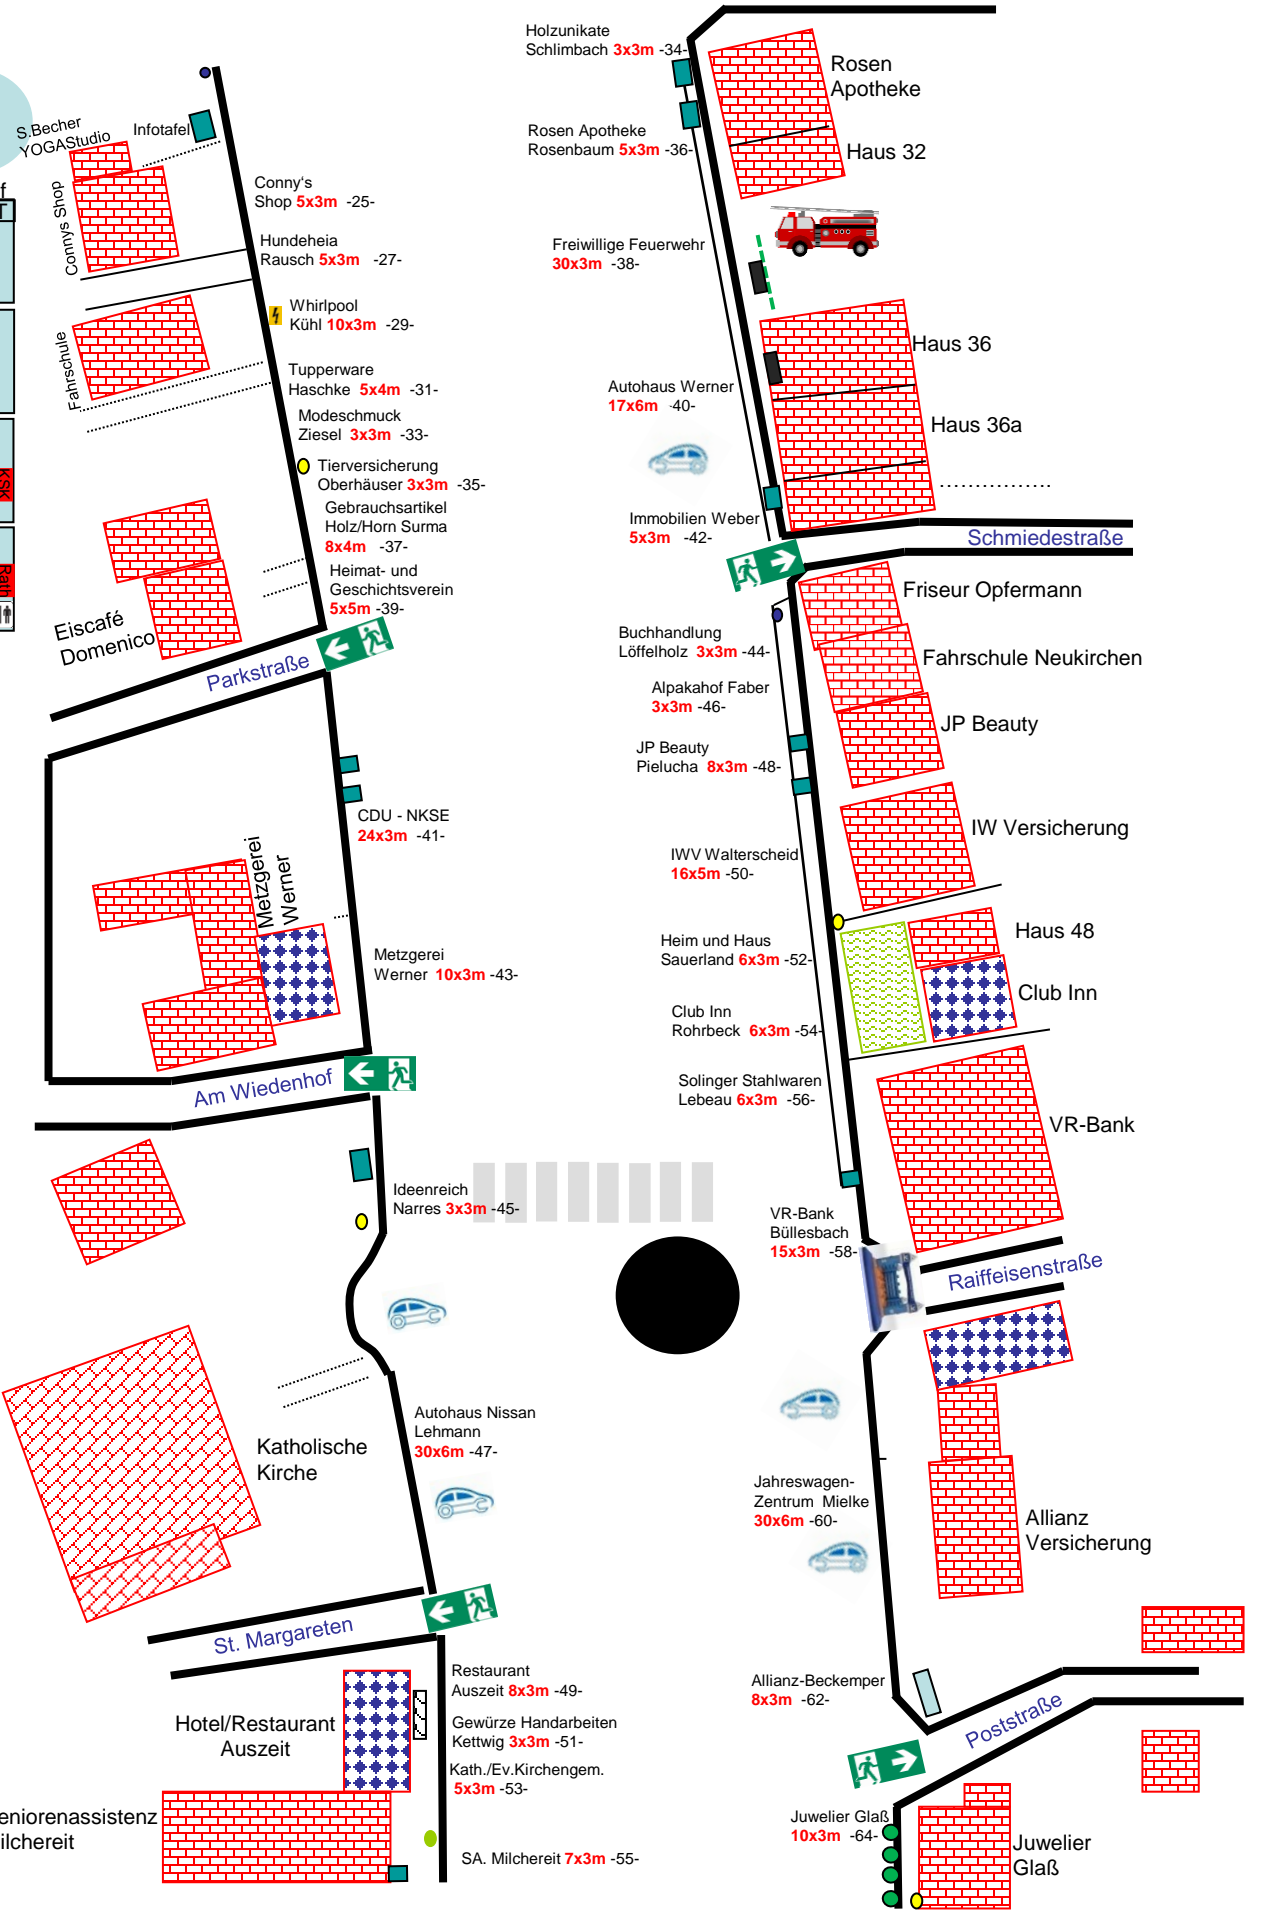 S.Becher
YOGAStudio
Infotafel
Connys Shop
Conny's
Shop 5x3m -25-
Hundeheia
Rausch 5x3m -27-
Whirlpool
Kühl 10x3m -29-
Fahrschule
Tupperware
Haschke 5x4m -31-
Modeschmuck
Ziesel 3x3m -33-
Tierversicherung
Oberhäuser 3x3m -35-
Gebrauchsartikel
Holz/Horn Surma
8x4m -37-
Heimat- und
Geschichtsverein
5x5m -39-
KSK
Rath
Eiscafé
Domenico
Parkstraße
CDU - NKSE
24x3m -41-
Metzgerei
Werner
Metzgerei
Werner 10x3m -43-
Am Wiedenhof
Ideenreich
Narres 3x3m -45-
Katholische
Kirche
Autohaus Nissan
Lehmann
30x6m -47-
St. Margareten
Hotel/Restaurant
Auszeit
Restaurant
Auszeit 8x3m -49-
Gewürze Handarbeiten
Kettwig 3x3m -51-
Kath./Ev.Kirchengem.
5x3m -53-
eniorenassistenz
ilchereit
SA. Milchereit 7x3m -55-
Holzunikate
Schlimbach 3x3m -34-
Rosen
Apotheke
Rosen Apotheke
Rosenbaum 5x3m -36-
Haus 32
Freiwillige Feuerwehr
30x3m -38-
Haus 36
Autohaus Werner
17x6m -40-
Haus 36a
Immobilien Weber
5x3m -42-
Schmiedestraße
Friseur Opfermann
Buchhandlung
Löffelholz 3x3m -44-
Fahrschule Neukirchen
Alpakahof Faber
3x3m -46-
JP Beauty
JP Beauty
Pielucha 8x3m -48-
IW Versicherung
IWV Walterscheid
16x5m -50-
Haus 48
Heim und Haus
Sauerland 6x3m -52-
Club Inn
Club Inn
Rohrbeck 6x3m -54-
Solinger Stahlwaren
Lebeau 6x3m -56-
VR-Bank
VR-Bank
Büllesbach
15x3m -58-
Raiffeisenstraße
Jahreswagen-
Zentrum Mielke
30x6m -60-
Allianz
Versicherung
Allianz-Beckemper
8x3m -62-
Poststraße
Juwelier Glaß
10x3m -64-
Juwelier
Glaß